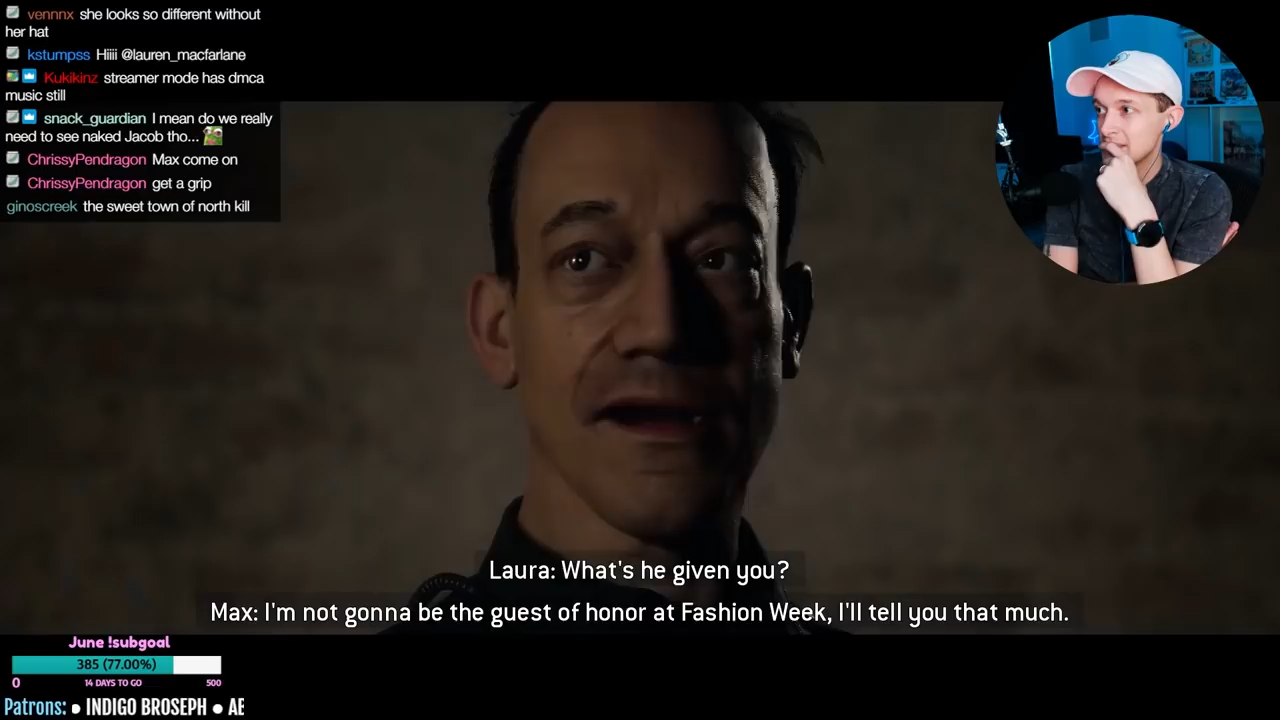 vennnx she looks so different without
her hat
kstumpss Hiiii @lauren_macfarlane
Kukikinz streamer mode has dmca
music still
snack_guardian I mean do we really
need to see naked Jacob tho...
ChrissyPendragon Max come on
ChrissyPendragon get a grip
ginoscreek the sweet town of north kill
Laura: What's he given you?
Max: I'm not gonna be the guest of honor at Fashion Week, I'll tell you that much.
June !subgoal
385 (77.00%)
0 14 DAYS TO GO 500
Patrons: ● INDIGO BROSEPH ● AE